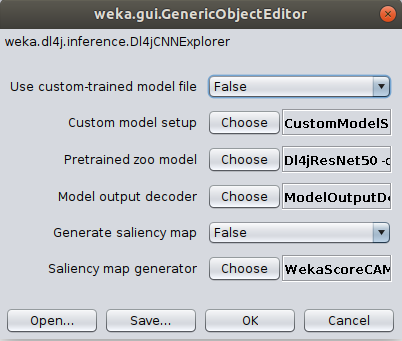 weka.gui.GenericObjectEditor
weka.dl4j.inference.Dl4jCNNExplorer
Use custom-trained model file False
Custom model setup Choose CustomModelS
Pretrained zoo model Choose Dl4jResNet50 -c
Model output decoder Choose ModelOutputDe
Generate saliency map False
Saliency map generator Choose WekaScoreCAM
Open... Save... OK Cancel